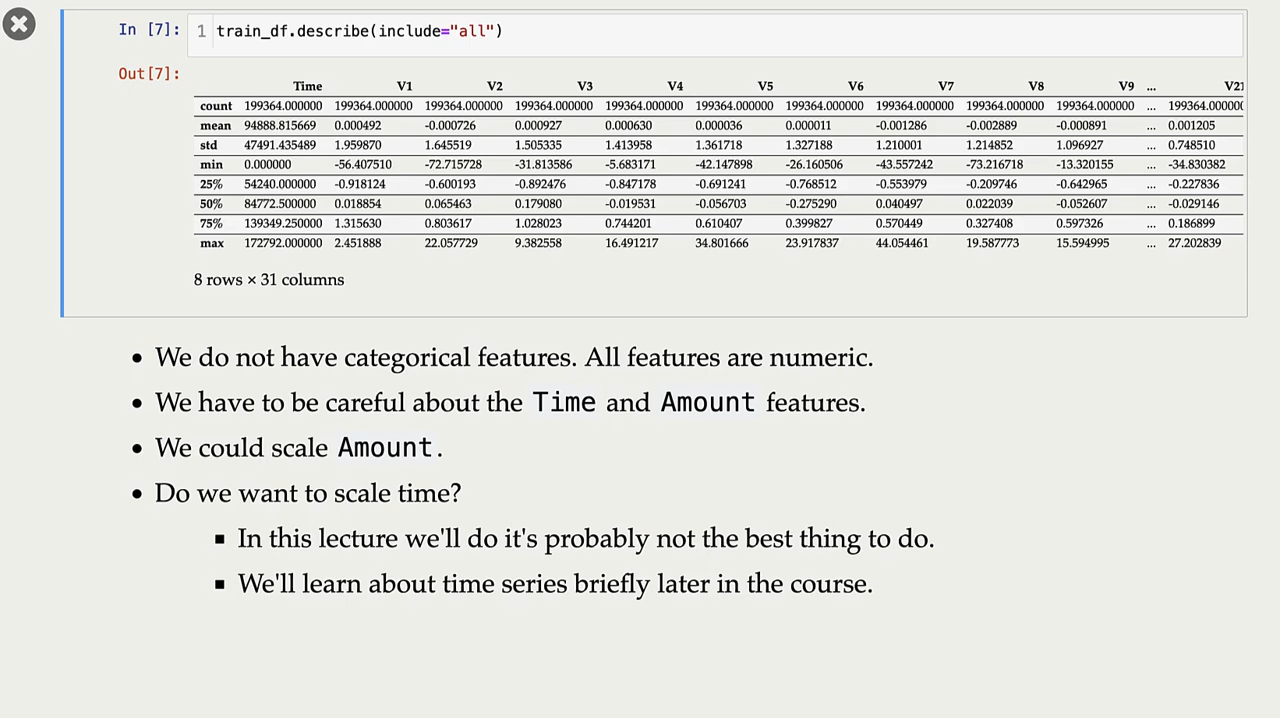 In [7]: 1 train_df.describe(include="all")
Out[7]:
Time V1 V2 V3 V4 V5 V6 V7 V8 V9 ... V21
count 199364.000000 199364.000000 199364.000000 199364.000000 199364.000000 199364.000000 199364.000000 199364.000000 199364.000000 199364.000000 ... 199364.000000
mean 94888.815669 0.000492 -0.000726 0.000927 0.000630 0.000036 0.000011 -0.001286 -0.002889 -0.000891 ... 0.001205
std 47491.435489 1.959870 1.645519 1.505335 1.413958 1.361718 1.327188 1.210001 1.214852 1.096927 ... 0.748510
min 0.000000 -56.407510 -72.715728 -31.813586 -5.683171 -42.147898 -26.160506 -43.557242 -73.216718 -13.320155 ... -34.830382
25% 54240.000000 -0.918124 -0.600193 -0.892476 -0.847178 -0.691241 -0.768512 -0.553979 -0.209746 -0.642965 ... -0.227836
50% 84772.500000 0.018854 0.065463 0.179080 -0.019531 -0.056703 -0.275290 0.040497 0.022039 -0.052607 ... -0.029146
75% 139349.250000 1.315630 0.803617 1.028023 0.744201 0.610407 0.399827 0.570449 0.327408 0.597326 ... 0.186899
max 172792.000000 2.451888 22.057729 9.382558 16.491217 34.801666 23.917837 44.054461 19.587773 15.594995 ... 27.202839
8 rows × 31 columns
• We do not have categorical features. All features are numeric.
• We have to be careful about the Time and Amount features.
• We could scale Amount.
• Do we want to scale time?
▪ In this lecture we'll do it's probably not the best thing to do.
▪ We'll learn about time series briefly later in the course.